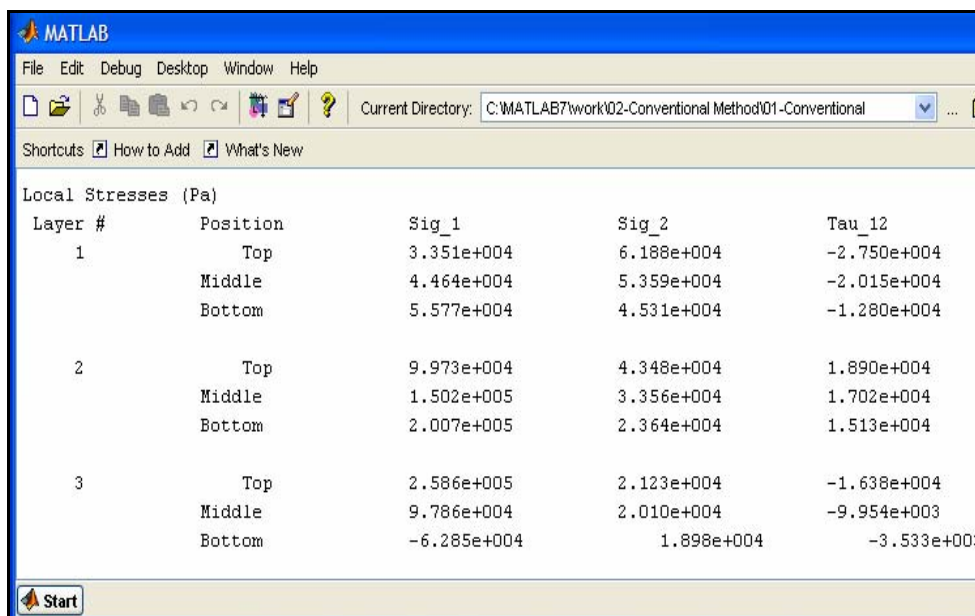 MATLAB
File Edit Debug Desktop Window Help
Current Directory: C:\MATLAB7\work\02-Conventional Method\01-Conventional ...
Shortcuts How to Add What's New
Local Stresses (Pa)
Layer # Position Sig_1 Sig_2 Tau_12
1 Top 3.351e+004 6.188e+004 -2.750e+004
Middle 4.464e+004 5.359e+004 -2.015e+004
Bottom 5.577e+004 4.531e+004 -1.280e+004
2 Top 9.973e+004 4.348e+004 1.890e+004
Middle 1.502e+005 3.356e+004 1.702e+004
Bottom 2.007e+005 2.364e+004 1.513e+004
3 Top 2.586e+005 2.123e+004 -1.638e+004
Middle 9.786e+004 2.010e+004 -9.954e+003
Bottom -6.285e+004 1.898e+004
Start